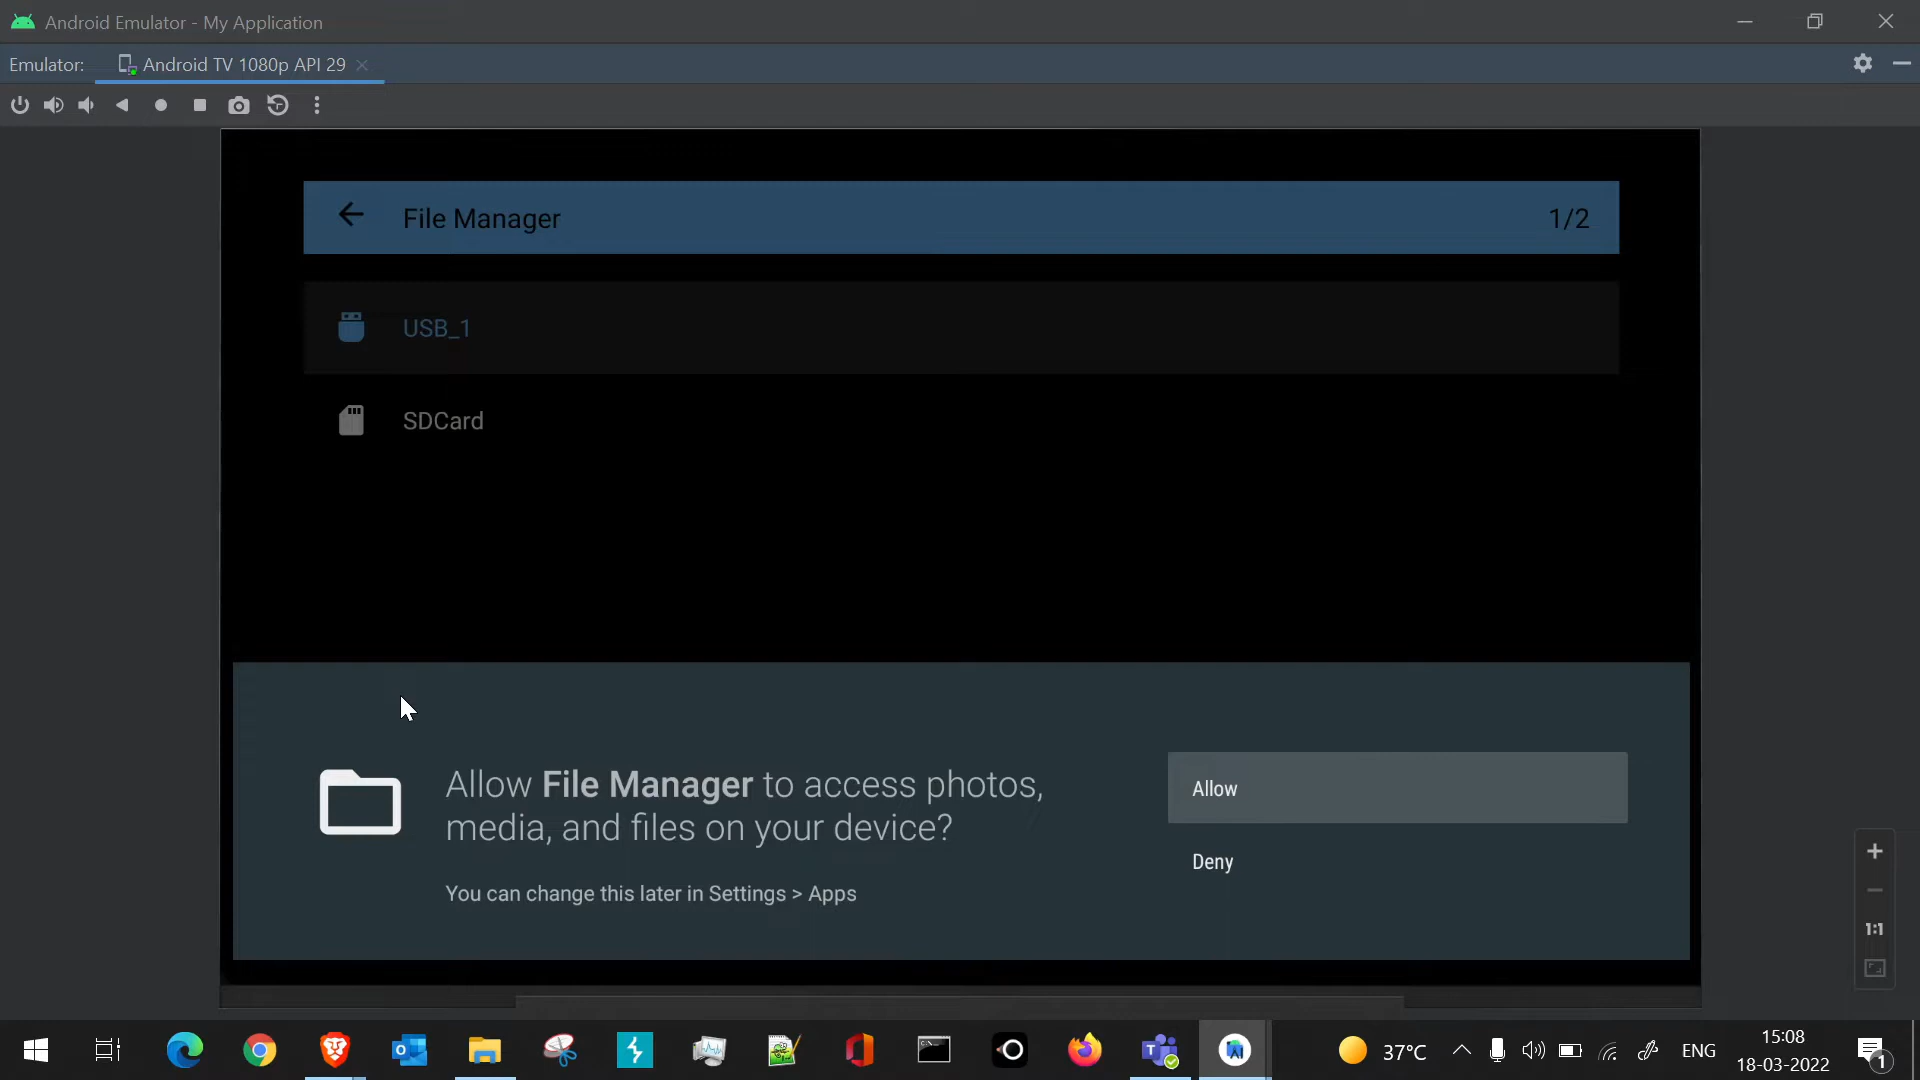 Android Emulator - My Application
Emulator:
Android TV 1080p API 29
File Manager
1/2
USB_1
SDCard
Allow File Manager to access photos,
media, and files on your device?
You can change this later in Settings > Apps
Allow
Deny
1:1
37°C
ENG
15:08
18-03-2022
1